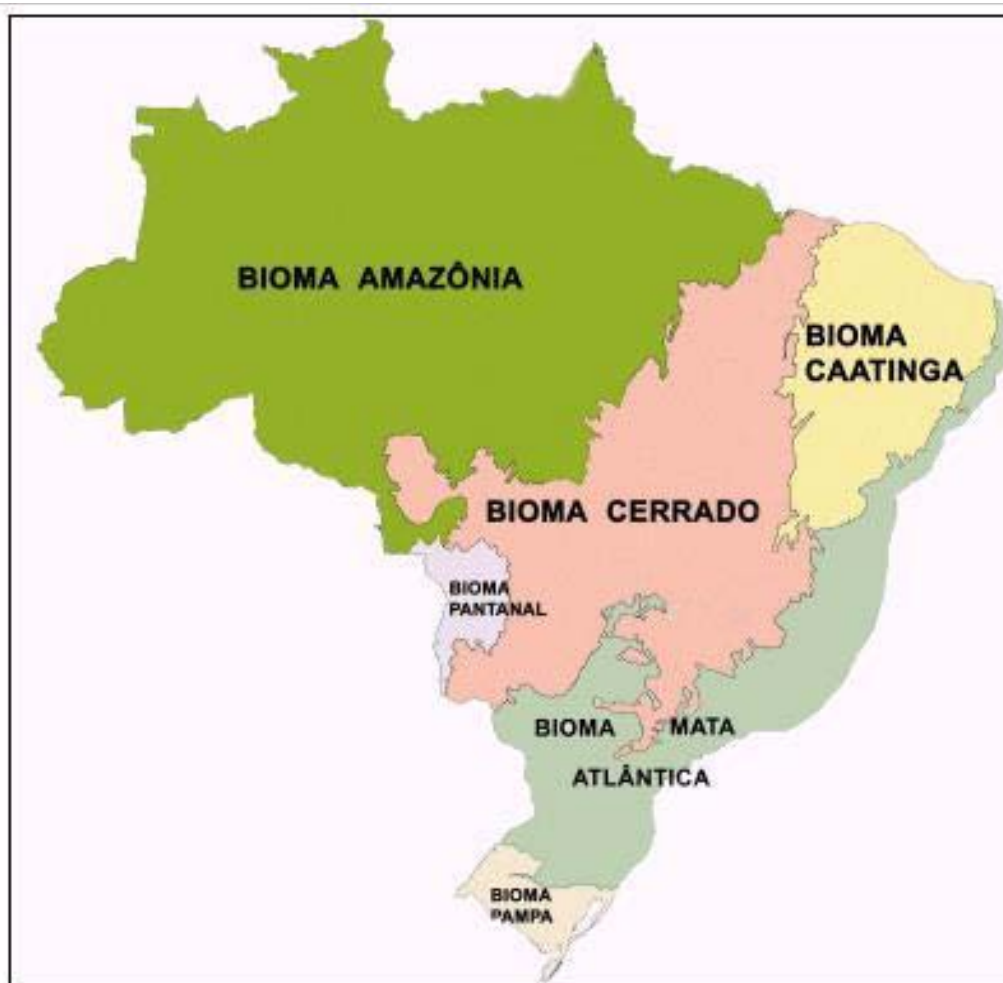 BIOMA AMAZÔNIA
BIOMA
CAATINGA
BIOMA CERRADO
BIOMA
PANTANAL
BIOMA MATA
ATLÂNTICA
BIOMA
PAMPA